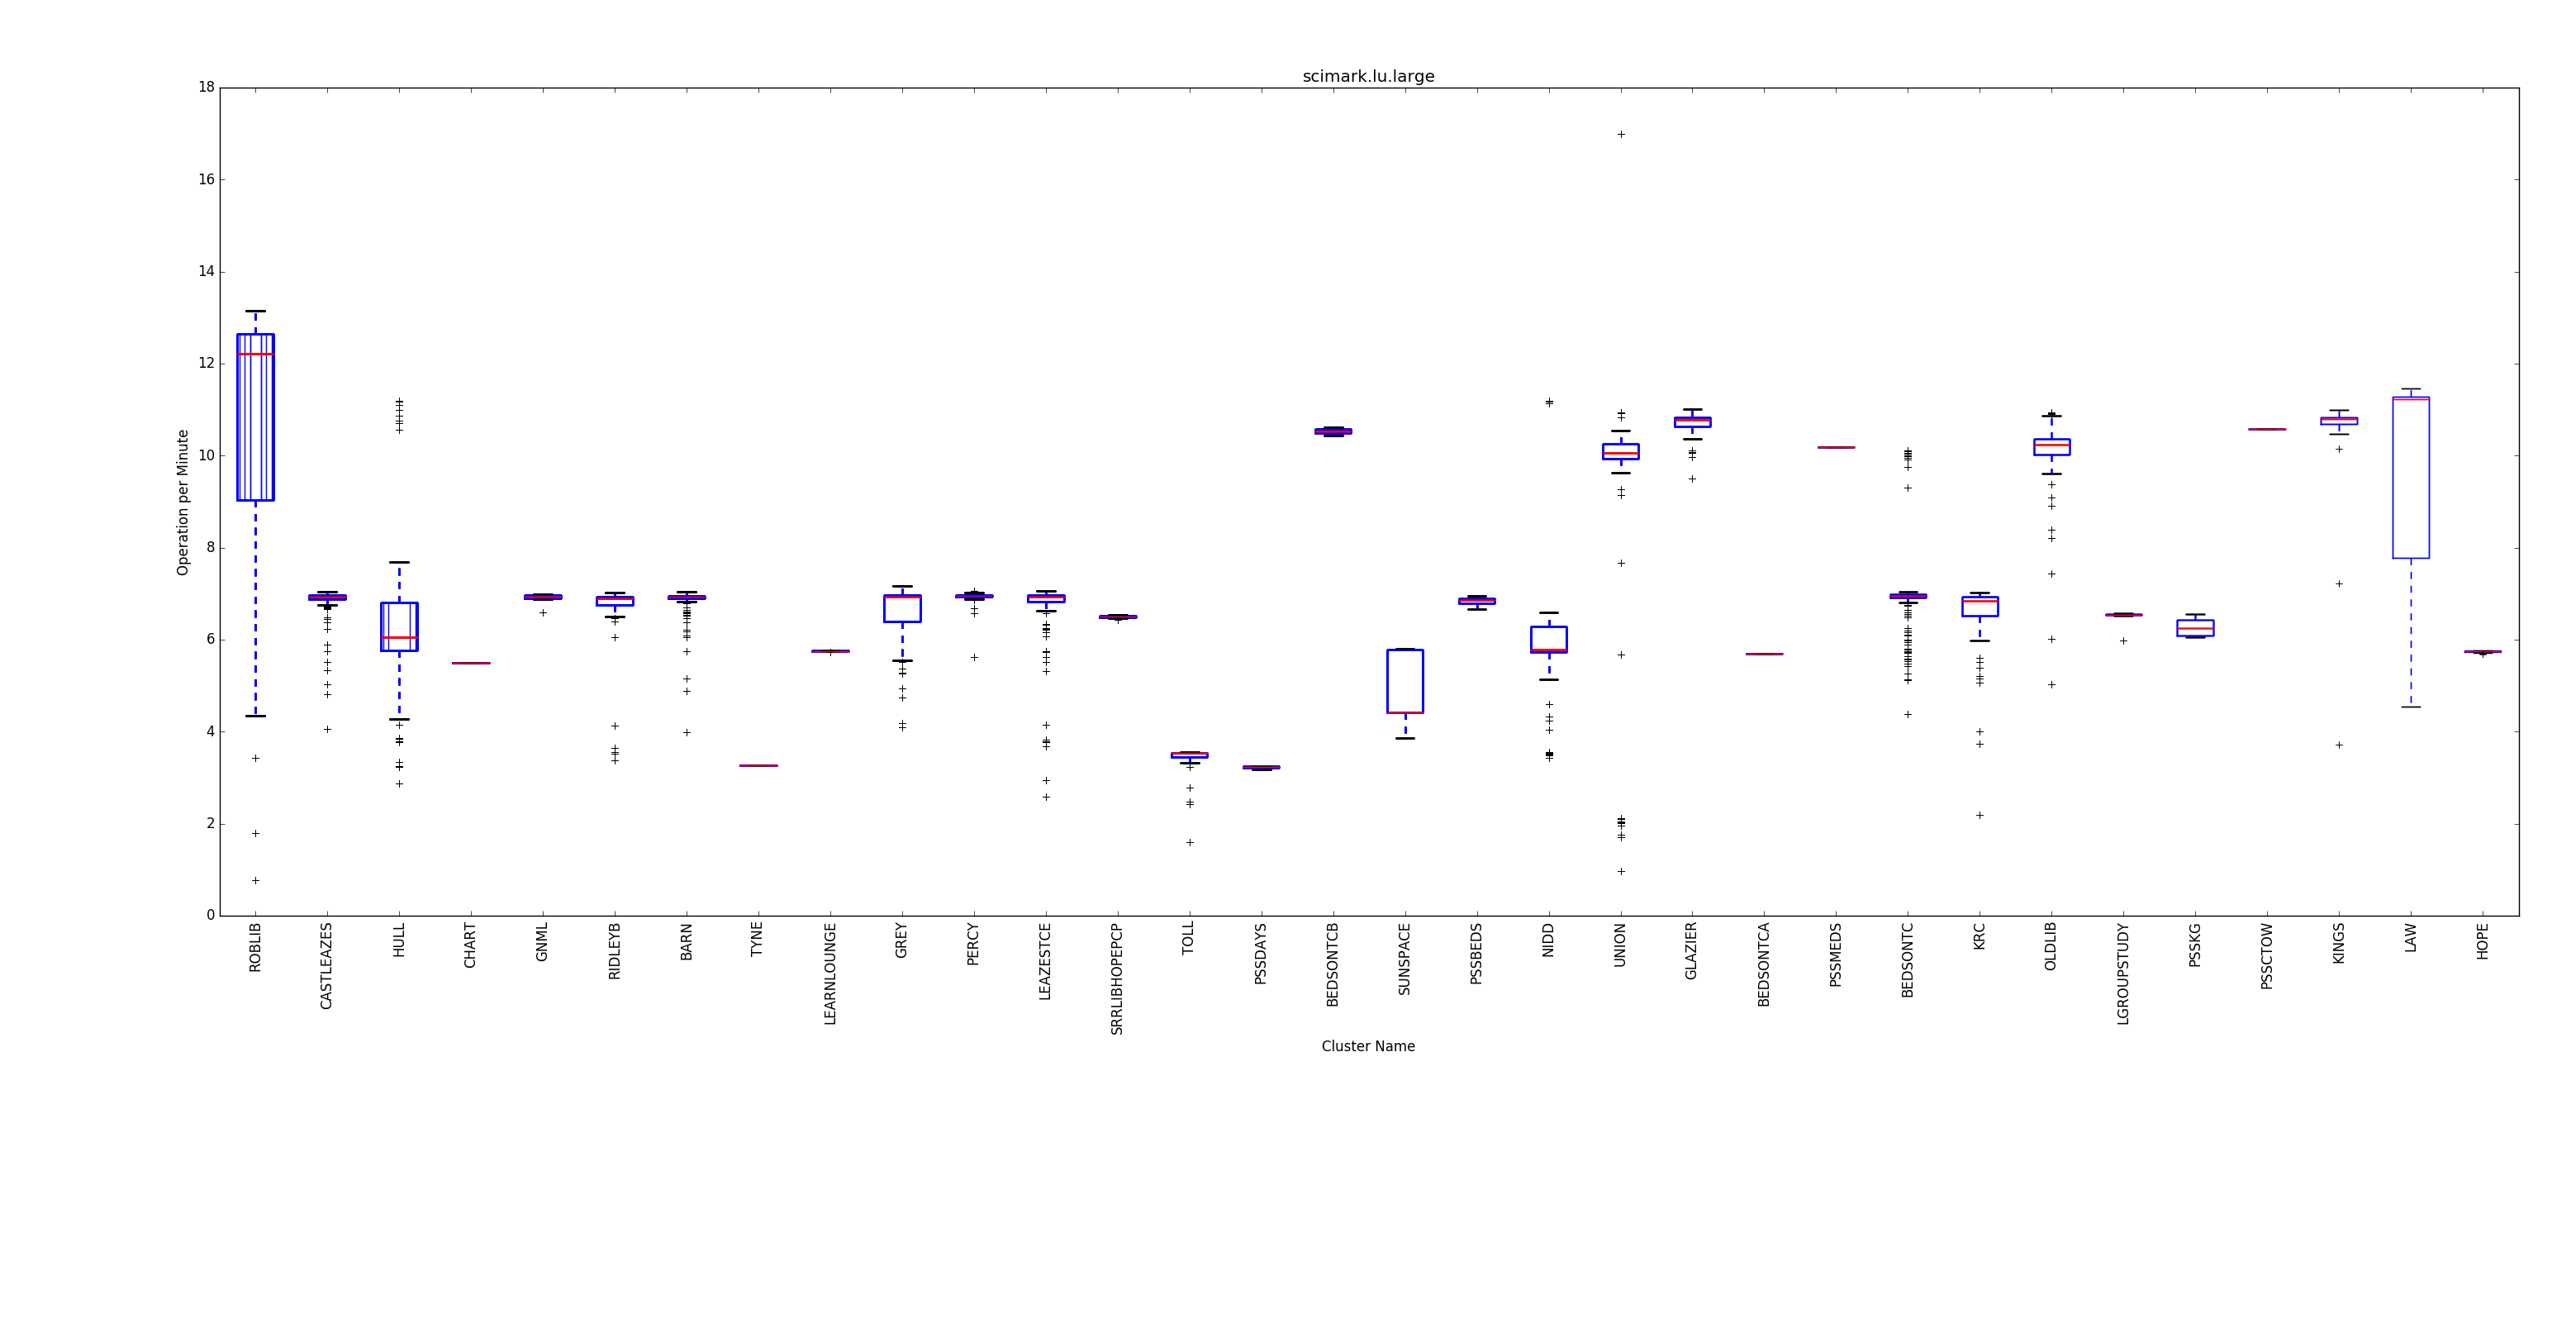 scimark.lu.large
18
16
14
12
10
8
6
4
2
0
Operation per Minute
ROBLIB
CASTLEAZES
HULL
CHART
GNML
RIDLEYB
BARN
TYNE
LEARNLOUNGE
GREY
PERCY
LEAZESTCE
SRRLIBHOPEPCP
TOLL
PSSDAYS
BEDSONTCB
SUNSPACE
PSSBEDS
NIDD
UNION
GLAZIER
BEDSONTCA
PSSMEDS
BEDSONTC
KRC
OLDLIB
LGROUPSTUDY
PSSKG
PSSCTOW
KINGS
LAW
HOPE
Cluster Name